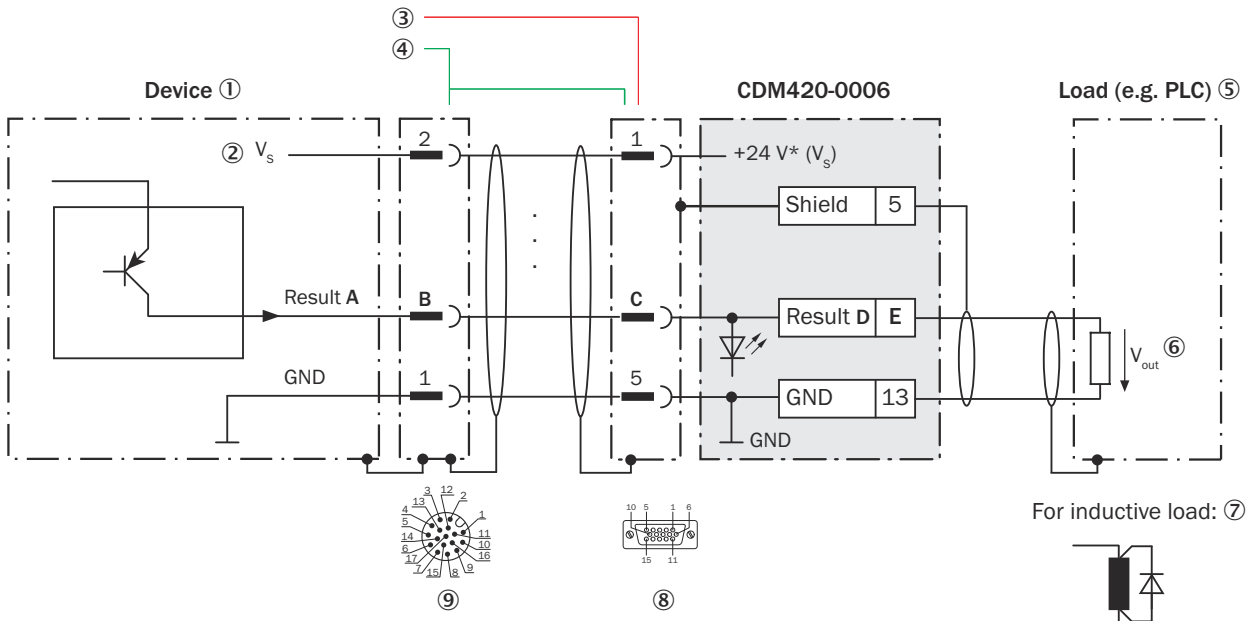 ③
④
Device ①
CDM420-0006
Load (e.g. PLC) ⑤
② Vs
2
1
+24 V* (Vs)
Shield 5
Result A
B
C
Result D E
Vout ⑥
GND
1
5
GND 13
GND
3 12 2
13
4
5
14
6
17
7
15 8
9
16
10
11
1
10 5 1 6
15 11
For inductive load: ⑦
⑨
⑧